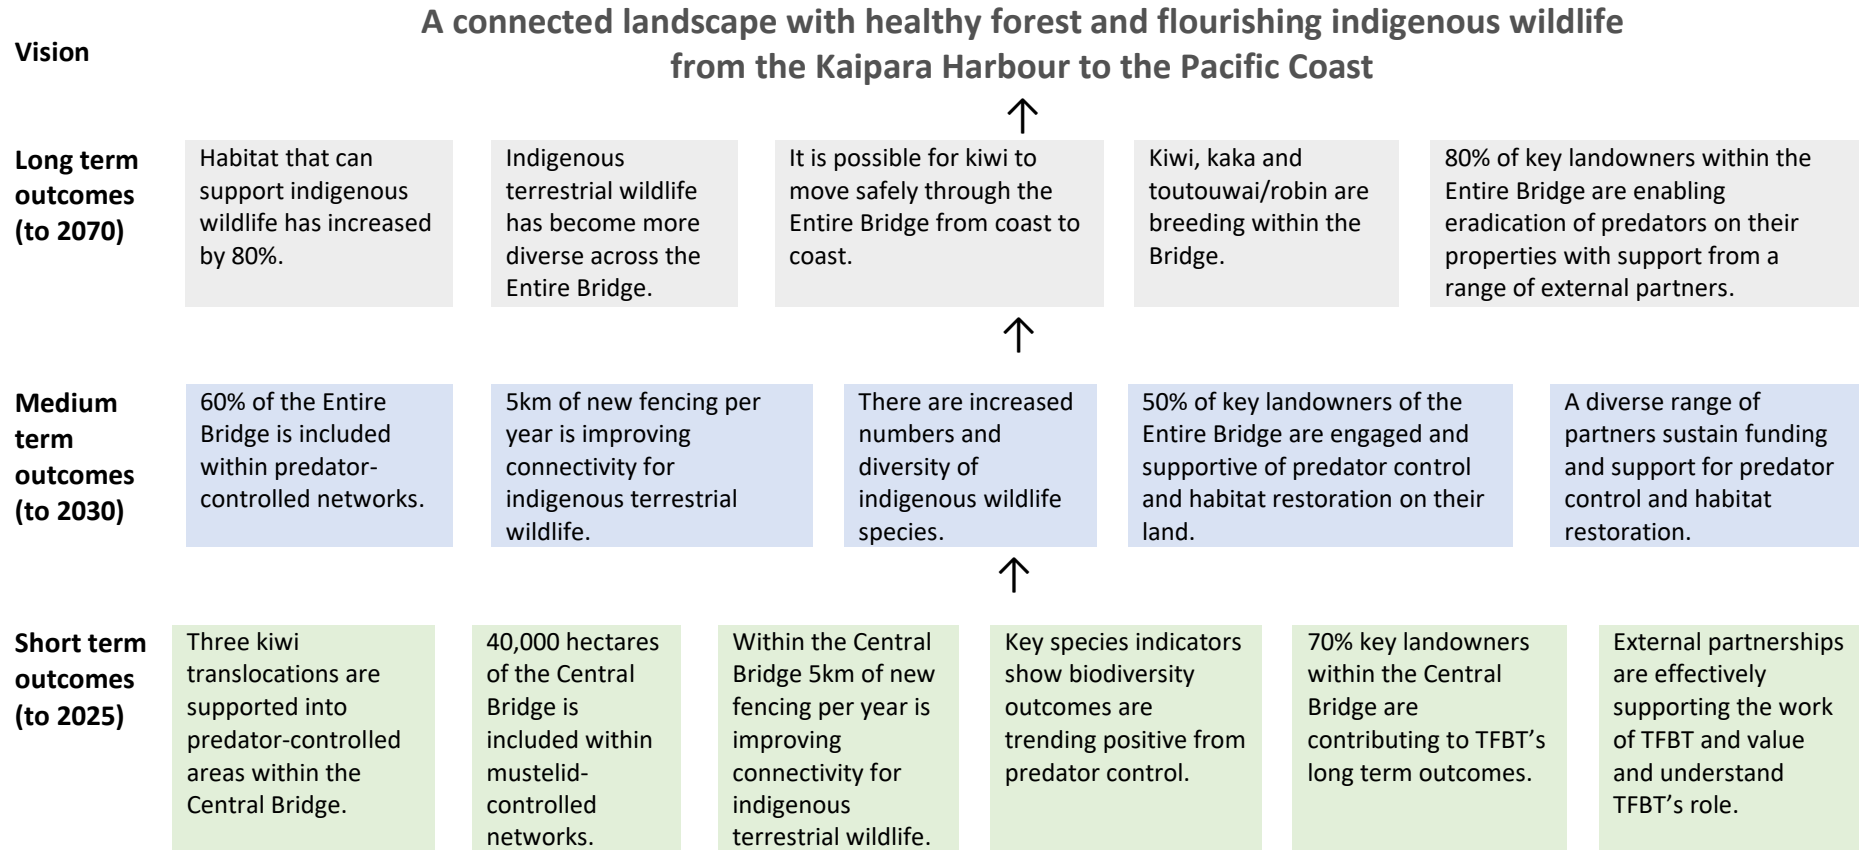 Vision
A connected landscape with healthy forest and flourishing indigenous wildlife
from the Kaipara Harbour to the Pacific Coast
Long term
outcomes
(to 2070)
Habitat that can
support indigenous
wildlife has increased
by 80%.
Indigenous
terrestrial wildlife
has become more
diverse across the
Entire Bridge.
It is possible for kiwi to
move safely through the
Entire Bridge from coast to
coast.
Kiwi, kaka and
toutouwai/robin are
breeding within the
Bridge.
80% of key landowners within the
Entire Bridge are enabling
eradication of predators on their
properties with support from a
range of external partners.
Medium
term
outcomes
(to 2030)
60% of the Entire
Bridge is included
within predator-
controlled networks.
5km of new fencing per
year is improving
connectivity for
indigenous terrestrial
wildlife.
There are increased
numbers and
diversity of
indigenous wildlife
species.
50% of key landowners of the
Entire Bridge are engaged and
supportive of predator control
and habitat restoration on their
land.
A diverse range of
partners sustain funding
and support for predator
control and habitat
restoration.
Short term
outcomes
(to 2025)
Three kiwi
translocations are
supported into
predator-controlled
areas within the
Central Bridge.
40,000 hectares
of the Central
Bridge is
included within
mustelid-
controlled
networks.
Within the Central
Bridge 5km of new
fencing per year is
improving
connectivity for
indigenous
terrestrial wildlife.
Key species indicators
show biodiversity
outcomes are
trending positive from
predator control.
70% key landowners
within the Central
Bridge are
contributing to TFBT’s
long term outcomes.
External partnerships
are effectively
supporting the work
of TFBT and value
and understand
TFBT’s role.